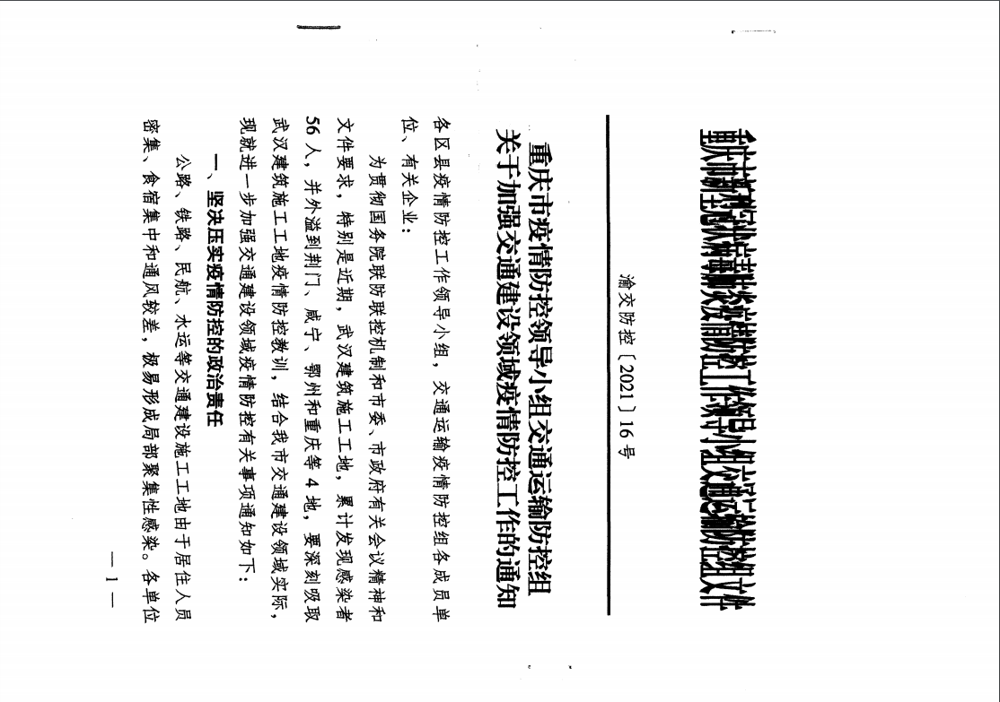 重庆市新型冠状病毒肺炎疫情防控工作领导小组交通运输防控组文件
渝交防控〔2021〕16号
重庆市疫情防控领导小组交通运输防控组
关于加强交通建设领域疫情防控工作的通知
各区县疫情防控工作领导小组，交通运输疫情防控组各成员单
位、有关企业：
为贯彻国务院联防联控机制和市委、市政府有关会议精神和
文件要求，特别是近期，武汉建筑施工工地，累计发现感染者
56人，并外溢到荆门、咸宁、鄂州和重庆等4地，要深刻吸取
武汉建筑施工工地疫情防控教训，结合我市交通建设领域实际，
现就进一步加强交通建设领域疫情防控有关事项通知如下：
一、坚决压实疫情防控的政治责任
公路、铁路、民航、水运等交通建设施工工地由于居住人员
密集、食宿集中和通风较差，极易形成局部聚集性感染。各单位
— 1 —